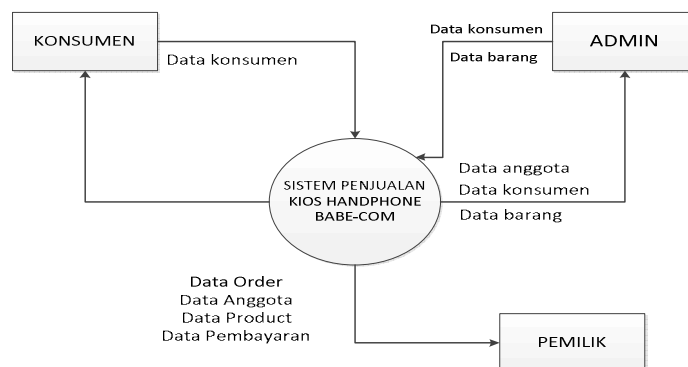 KONSUMEN
Data konsumen
Data konsumen
Data barang
ADMIN
SISTEM PENJUALAN
KIOS HANDPHONE
BABE-COM
Data anggota
Data konsumen
Data barang
Data Order
Data Anggota
Data Product
Data Pembayaran
PEMILIK